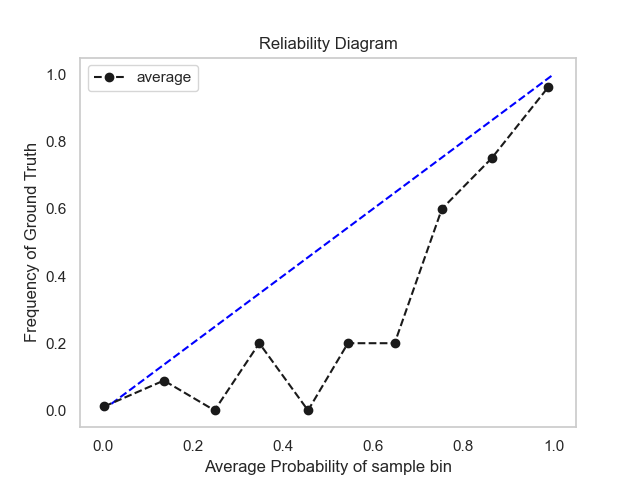 Reliability Diagram
average
1.0
0.8
0.6
0.4
0.2
0.0
Frequency of Ground Truth
0.0 0.2 0.4 0.6 0.8 1.0
Average Probability of sample bin